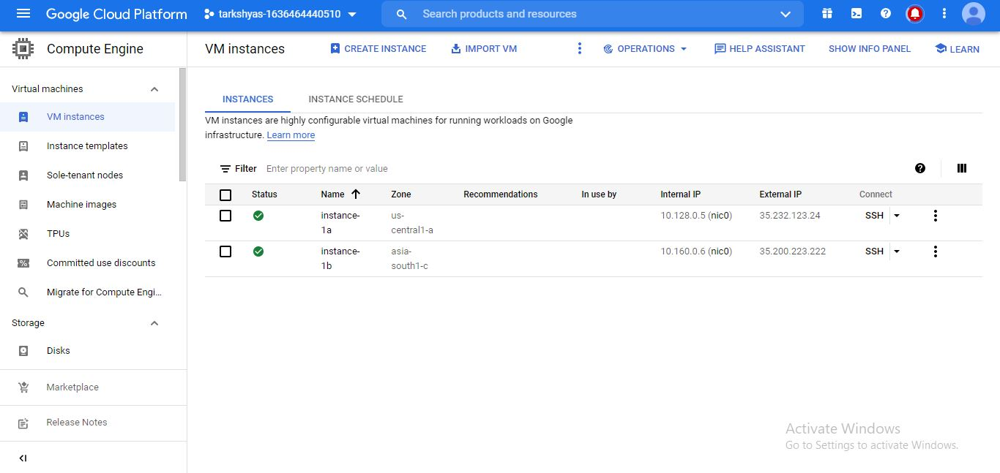 Google Cloud Platform
tarkshyas-1636464440510
Search products and resources
Compute Engine
VM instances
CREATE INSTANCE
IMPORT VM
OPERATIONS
HELP ASSISTANT
SHOW INFO PANEL
LEARN
Virtual machines
VM instances
Instance templates
Sole-tenant nodes
Machine images
TPUs
Committed use discounts
Migrate for Compute Engi...
Storage
Disks
Marketplace
Release Notes
INSTANCES
INSTANCE SCHEDULE
VM instances are highly configurable virtual machines for running workloads on Google
infrastructure. Learn more
Filter Enter property name or value
Status Name Zone Recommendations In use by Internal IP External IP Connect
instance- us- 10.128.0.5 (nic0) 35.232.123.24 SSH
1a central1-a
instance- asia- 10.160.0.6 (nic0) 35.200.223.222 SSH
1b south1-c
Activate Windows
Go to Settings to activate Windows.